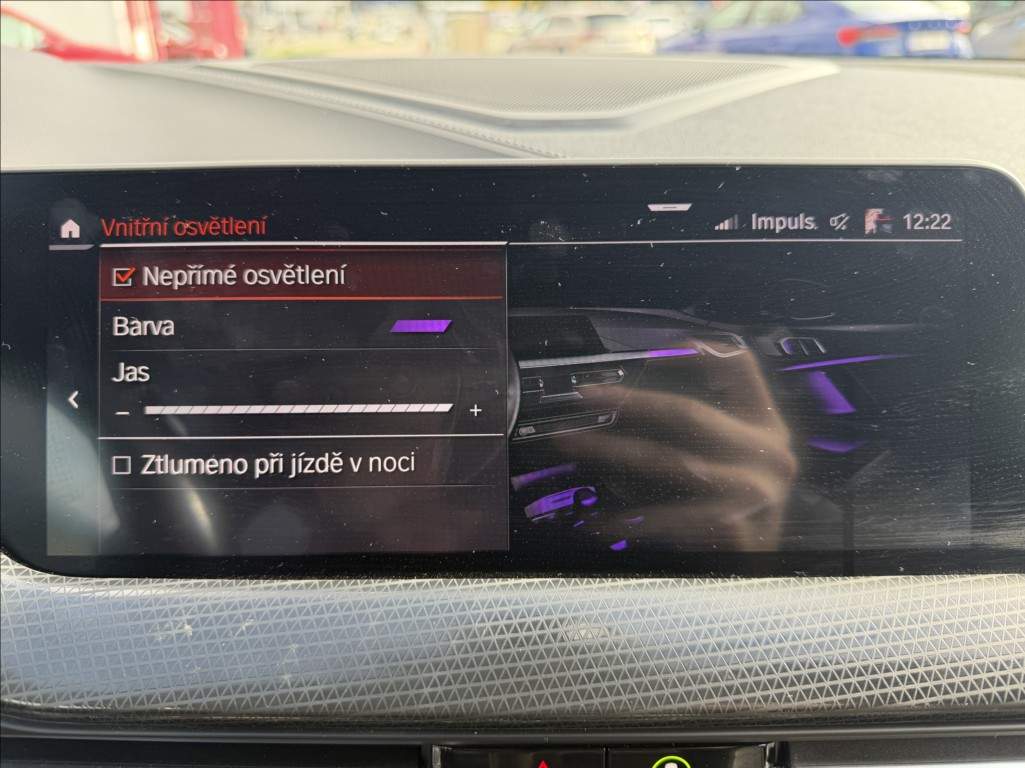 Vnitřní osvětlení
Impuls.
12:22
Nepřímé osvětlení
Barva
Jas
− +
Ztlumeno při jízdě v noci